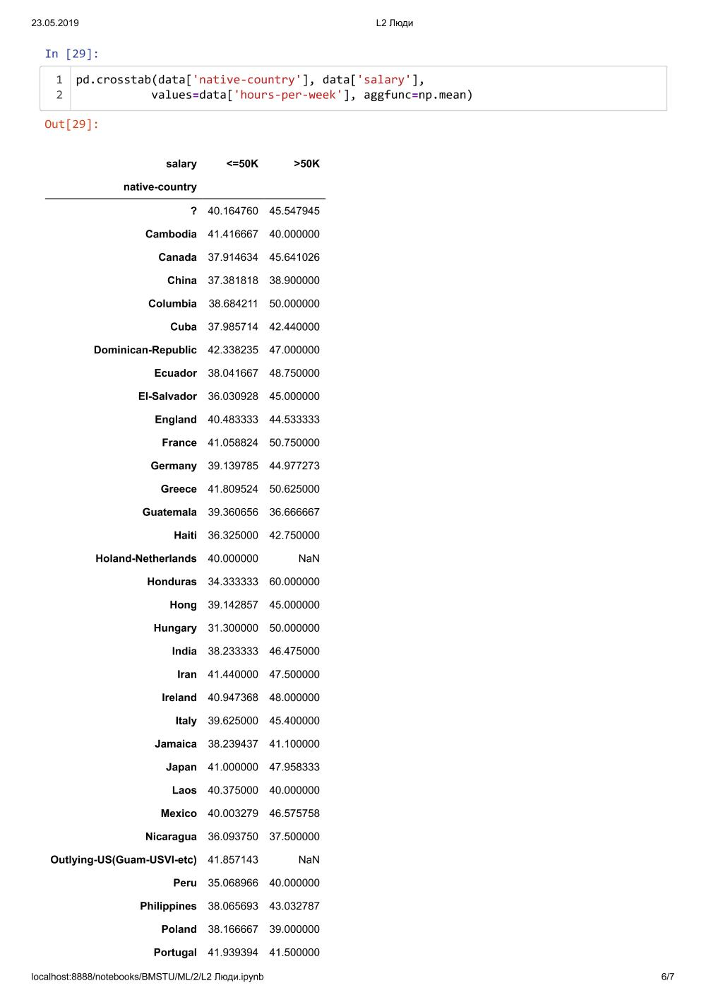 23.05.2019 L2 Люди
In [29]:
1 pd.crosstab(data['native-country'], data['salary'],
2 values=data['hours-per-week'], aggfunc=np.mean)
Out[29]:
salary <=50K >50K
native-country
? 40.164760 45.547945
Cambodia 41.416667 40.000000
Canada 37.914634 45.641026
China 37.381818 38.900000
Columbia 38.684211 50.000000
Cuba 37.985714 42.440000
Dominican-Republic 42.338235 47.000000
Ecuador 38.041667 48.750000
El-Salvador 36.030928 45.000000
England 40.483333 44.533333
France 41.058824 50.750000
Germany 39.139785 44.977273
Greece 41.809524 50.625000
Guatemala 39.360656 36.666667
Haiti 36.325000 42.750000
Holand-Netherlands 40.000000 NaN
Honduras 34.333333 60.000000
Hong 39.142857 45.000000
Hungary 31.300000 50.000000
India 38.233333 46.475000
Iran 41.440000 47.500000
Ireland 40.947368 48.000000
Italy 39.625000 45.400000
Jamaica 38.239437 41.100000
Japan 41.000000 47.958333
Laos 40.375000 40.000000
Mexico 40.003279 46.575758
Nicaragua 36.093750 37.500000
Outlying-US(Guam-USVI-etc) 41.857143 NaN
Peru 35.068966 40.000000
Philippines 38.065693 43.032787
Poland 38.166667 39.000000
Portugal 41.939394 41.500000
localhost:8888/notebooks/BMSTU/ML/2/L2 Люди.ipynb 6/7